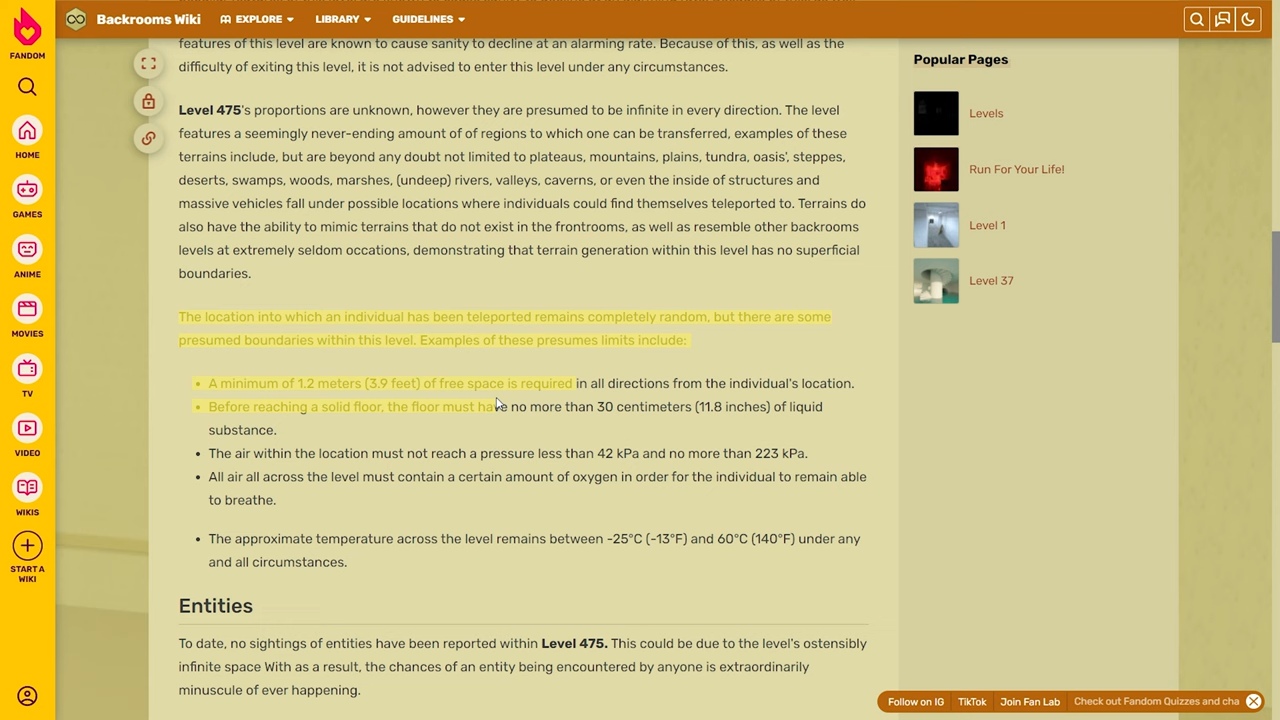 FANDOM
HOME
GAMES
ANIME
MOVIES
TV
VIDEO
WIKIS
START A
WIKI
Backrooms Wiki
EXPLORE
LIBRARY
GUIDELINES
features of this level are known to cause sanity to decline at an alarming rate. Because of this, as well as the
difficulty of exiting this level, it is not advised to enter this level under any circumstances.
Level 475's proportions are unknown, however they are presumed to be infinite in every direction. The level
features a seemingly never-ending amount of of regions to which one can be transferred, examples of these
terrains include, but are beyond any doubt not limited to plateaus, mountains, plains, tundra, oasis', steppes,
deserts, swamps, woods, marshes, (undeep) rivers, valleys, caverns, or even the inside of structures and
massive vehicles fall under possible locations where individuals could find themselves teleported to. Terrains do
also have the ability to mimic terrains that do not exist in the frontrooms, as well as resemble other backrooms
levels at extremely seldom occations, demonstrating that terrain generation within this level has no superficial
boundaries.
The location into which an individual has been teleported remains completely random, but there are some
presumed boundaries within this level. Examples of these presumes limits include:
• A minimum of 1.2 meters (3.9 feet) of free space is required in all directions from the individual's location.
• Before reaching a solid floor, the floor must have no more than 30 centimeters (11.8 inches) of liquid
substance.
• The air within the location must not reach a pressure less than 42 kPa and no more than 223 kPa.
• All air all across the level must contain a certain amount of oxygen in order for the individual to remain able
to breathe.
• The approximate temperature across the level remains between -25°C (-13°F) and 60°C (140°F) under any
and all circumstances.
Entities
To date, no sightings of entities have been reported within Level 475. This could be due to the level's ostensibly
infinite space With as a result, the chances of an entity being encountered by anyone is extraordinarily
minuscule of ever happening.
Popular Pages
Levels
Run For Your Life!
Level 1
Level 37
Follow on IG
TikTok
Join Fan Lab
Check out Fandom Quizzes and cha